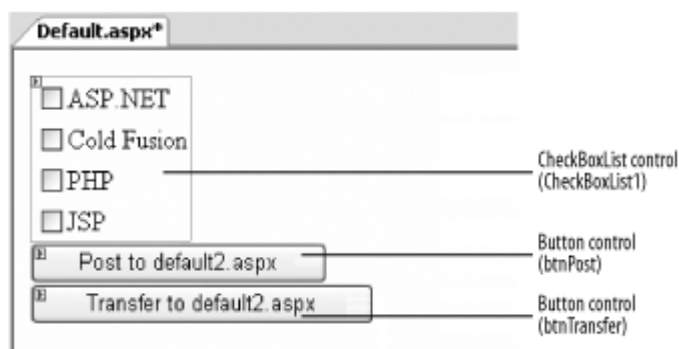 Default.aspx*
ASP.NET
Cold Fusion
PHP
JSP
CheckBoxList control
(CheckBoxList1)
Post to default2.aspx
Button control
(btnPost)
Transfer to default2.aspx
Button control
(btnTransfer)